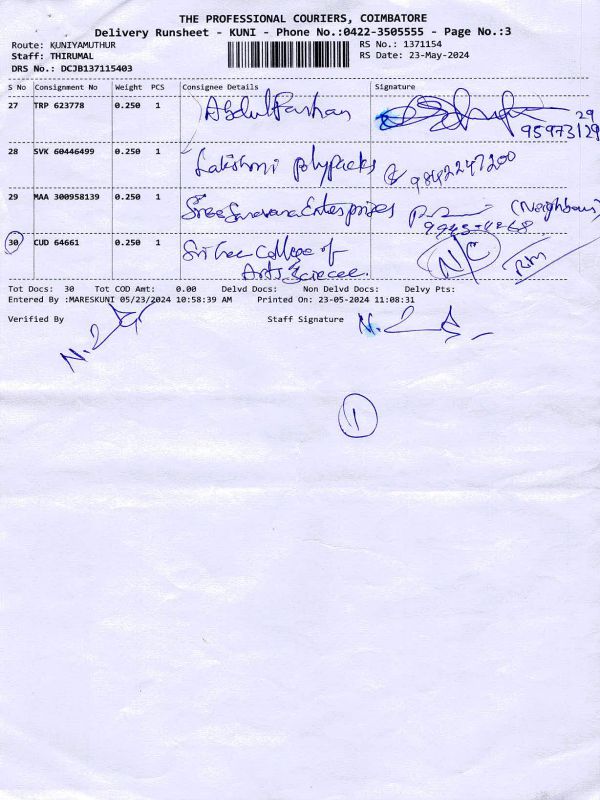 THE PROFESSIONAL COURIERS, COIMBATORE
Delivery Runsheet - KUNI - Phone No.:0422-3505555 - Page No.:3
Route: KUNIYAMUTHUR RS No.: 1371154
Staff: THIRUMAL RS Date: 23-May-2024
DRS No.: DCJB137115403
S No Consignment No Weight PCS Consignee Details Signature
27 TRP 623778 0.250 1 Abdul Farhan
29
95973129
28 SVK 60446499 0.250 1 Lakshmi polypacks 9842247200
29 MAA 300958139 0.250 1 Sree Saravana Enterprises (Neighbour)
30 CUD 64661 0.250 1 Sri College of N/C
Arts Science.
Tot Docs: 30 Tot COD Amt: 0.00 Delvd Docs: Non Delvd Docs: Delvy Pts:
Entered By :MARESKUNI 05/23/2024 10:58:39 AM Printed On: 23-05-2024 11:08:31
Verified By Staff Signature
1